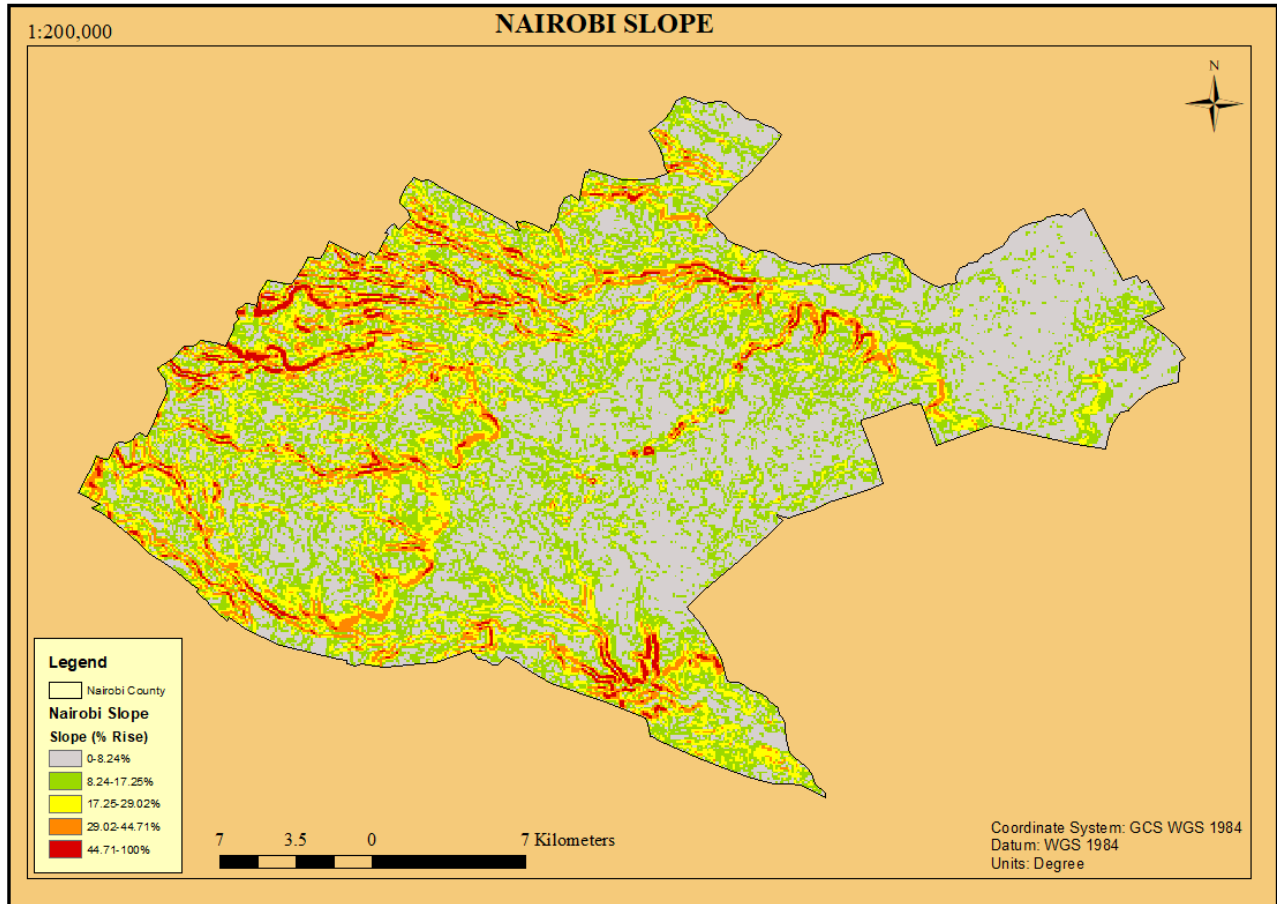 NAIROBI SLOPE
1:200,000
N
Legend
Nairobi County
Nairobi Slope
Slope (% Rise)
0-8.24%
8.24-17.25%
17.25-29.02%
29.02-44.71%
44.71-100%
7 3.5 0 7 Kilometers
Coordinate System: GCS WGS 1984
Datum: WGS 1984
Units: Degree